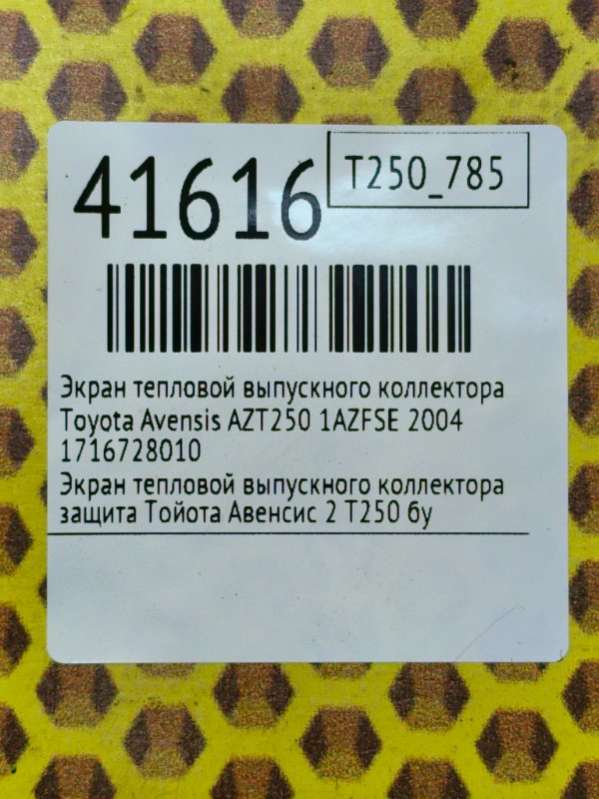 41616
T250_785
Экран тепловой выпускного коллектора
Toyota Avensis AZT250 1AZFSE 2004
1716728010
Экран тепловой выпускного коллектора
защита Тойота Авенсис 2 Т250 бу